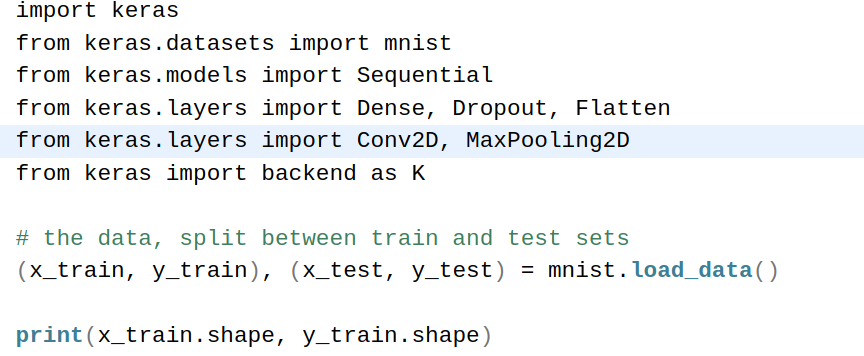 import keras
from keras.datasets import mnist
from keras.models import Sequential
from keras.layers import Dense, Dropout, Flatten
from keras.layers import Conv2D, MaxPooling2D
from keras import backend as K
# the data, split between train and test sets
(x_train, y_train), (x_test, y_test) = mnist.load_data()
print(x_train.shape, y_train.shape)